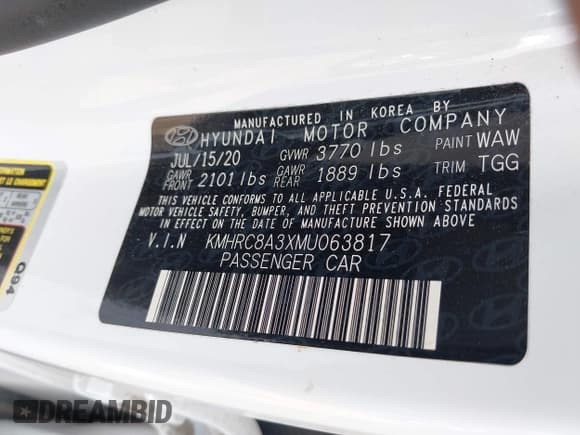 MANUFACTURED IN KOREA BY
HYUNDAI MOTOR COMPANY
JUL/15/20 GVWR 3770 lbs PAINT WAW
GAWR FRONT 2101 lbs GAWR REAR 1889 lbs TRIM TGG
THIS VEHICLE CONFORMS TO ALL APPLICABLE U.S.A. FEDERAL
MOTOR VEHICLE SAFETY, BUMPER, AND THEFT PREVENTION STANDARDS
IN EFFECT ON THE DATE OF MANUFACTURE SHOWN ABOVE.
V.I.N KMHRC8A3XMU063817
PASSENGER CAR
Q94
DREAMBID